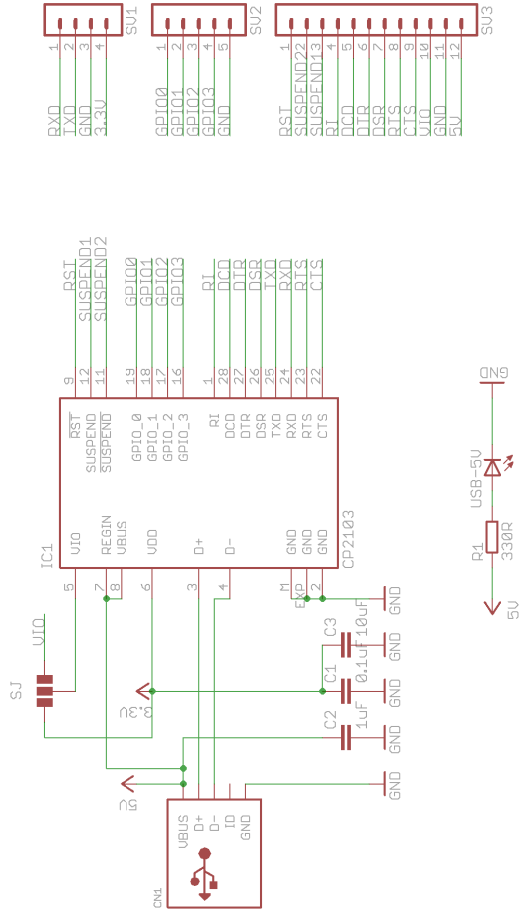 SV1
1
2
3
4
RXD
TXD
GND
3.3V
SV2
1
2
3
4
5
GPIO0
GPIO1
GPIO2
GPIO3
GND
SV3
1
2
3
4
5
6
7
8
9
10
11
12
RST
SUSPEND2
SUSPEND1
RI
DCD
DTR
DSR
RTS
CTS
VIO
GND
5V
RST
SUSPEND1
SUSPEND2
GPIO0
GPIO1
GPIO2
GPIO3
RI
DCD
DTR
DSR
TXD
RXD
RTS
CTS
9
12
11
19
18
17
16
1
28
27
26
25
24
23
22
RST
SUSPEND
SUSPEND
GPIO_0
GPIO_1
GPIO_2
GPIO_3
RI
DCD
DTR
DSR
TXD
RXD
RTS
CTS
IC1
CP2103
VIO
REGIN
VBUS
VDD
D+
D-
GND
GND
GND
5
7
8
6
3
4
M
EXP
2
GND
USB-5V
R1
330R
5V
VIO
SJ
3.3V
5V
GND
C3
10uF
GND
C1
0.1uF
GND
C2
1uF
GND
GND
VBUS
D+
D-
ID
GND
CN1